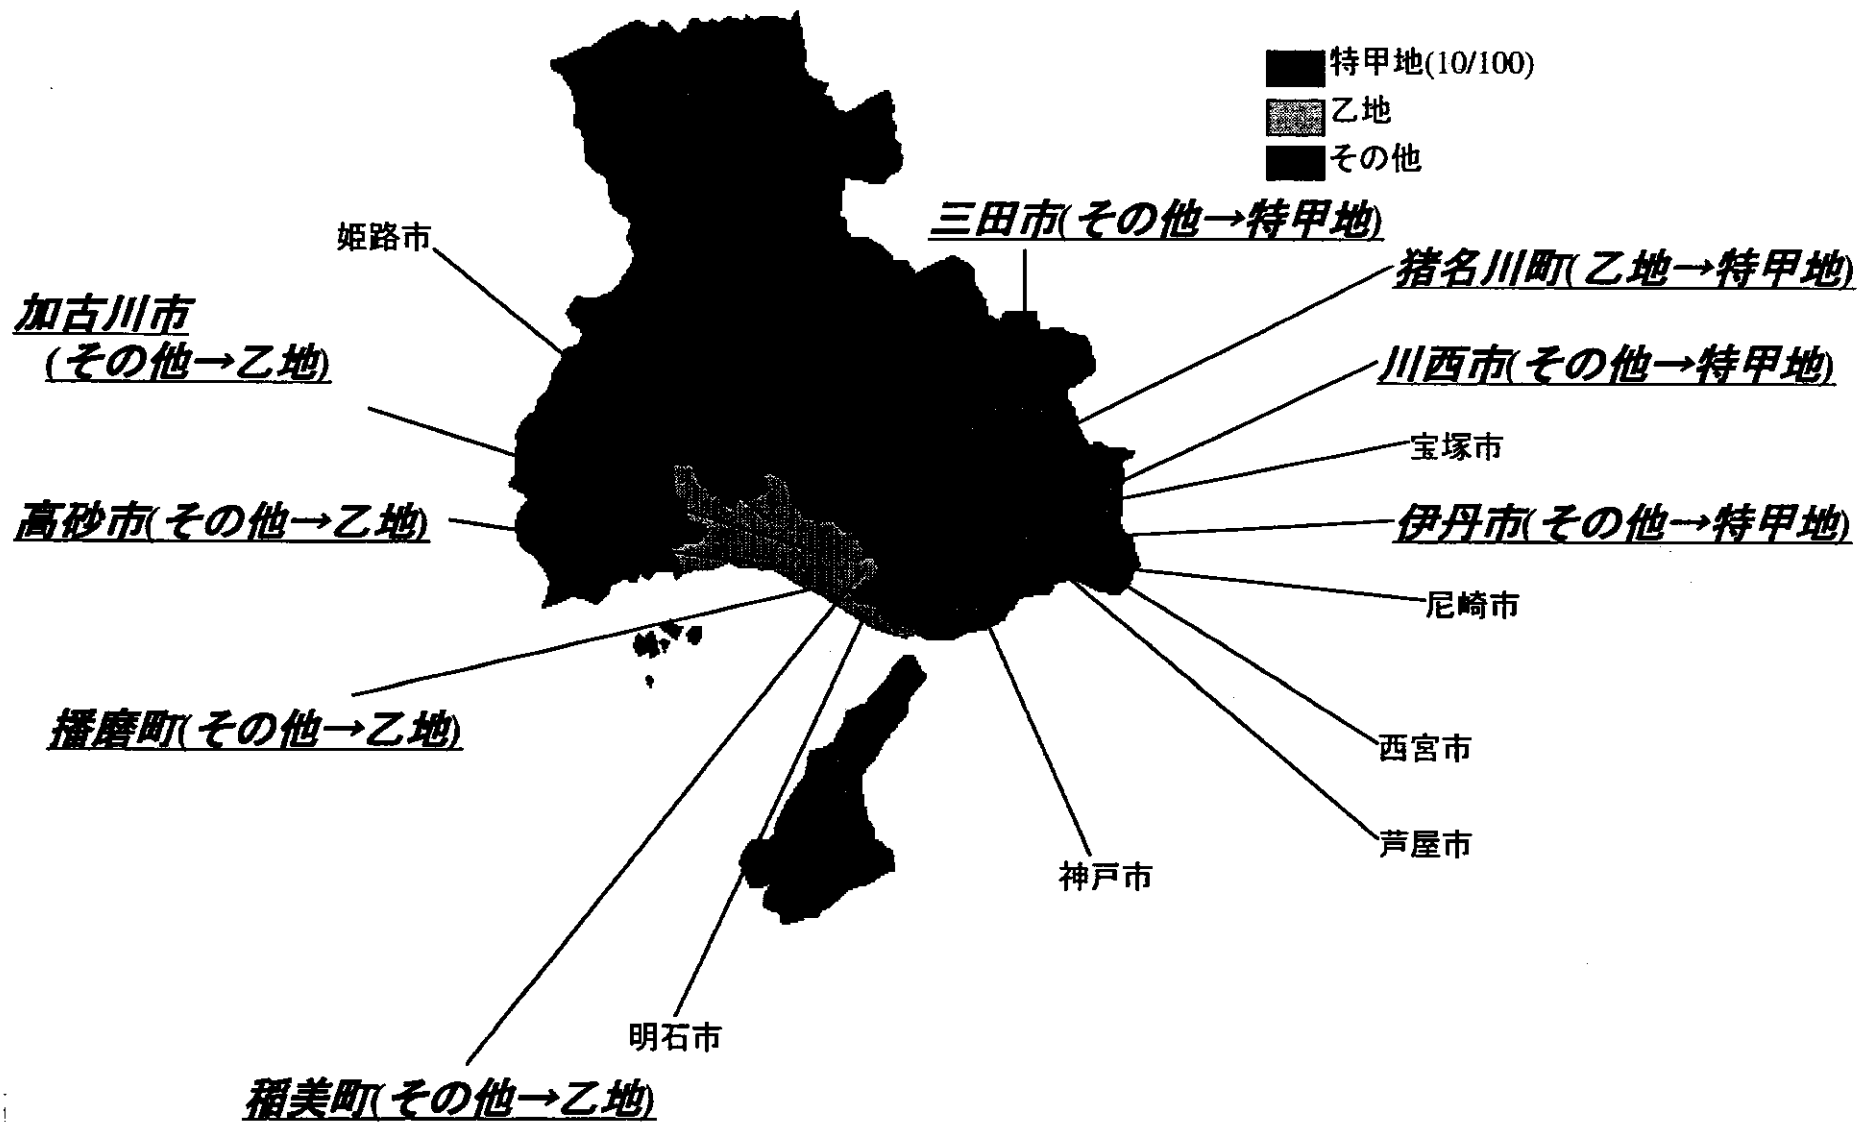 特甲地(10/100)
乙地
その他
三田市(その他→特甲地)
姫路市
猪名川町(乙地→特甲地)
加古川市
(その他→乙地)
川西市(その他→特甲地)
宝塚市
高砂市(その他→乙地)
伊丹市(その他→特甲地)
尼崎市
播磨町(その他→乙地)
西宮市
芦屋市
神戸市
明石市
稲美町(その他→乙地)